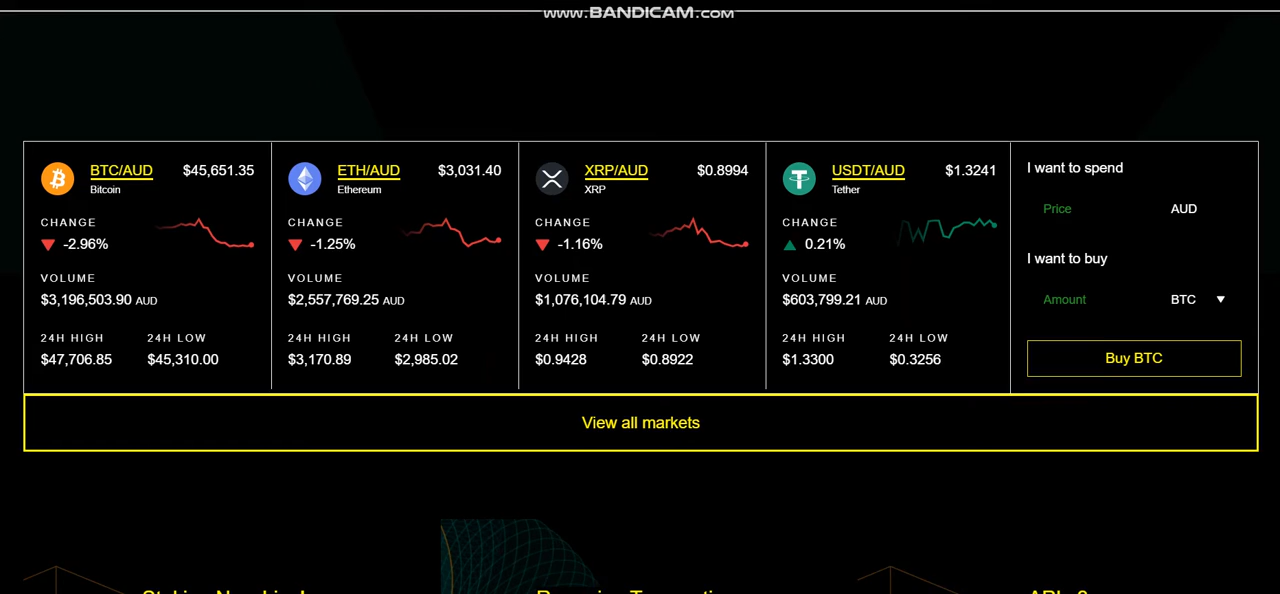 www.BANDICAM.com
BTC/AUD $45,651.35
Bitcoin
CHANGE
-2.96%
VOLUME
$3,196,503.90 AUD
24H HIGH 24H LOW
$47,706.85 $45,310.00
ETH/AUD $3,031.40
Ethereum
CHANGE
-1.25%
VOLUME
$2,557,769.25 AUD
24H HIGH 24H LOW
$3,170.89 $2,985.02
XRP/AUD $0.8994
XRP
CHANGE
-1.16%
VOLUME
$1,076,104.79 AUD
24H HIGH 24H LOW
$0.9428 $0.8922
USDT/AUD $1.3241
Tether
CHANGE
0.21%
VOLUME
$603,799.21 AUD
24H HIGH 24H LOW
$1.3300 $0.3256
I want to spend
Price AUD
I want to buy
Amount BTC
Buy BTC
View all markets